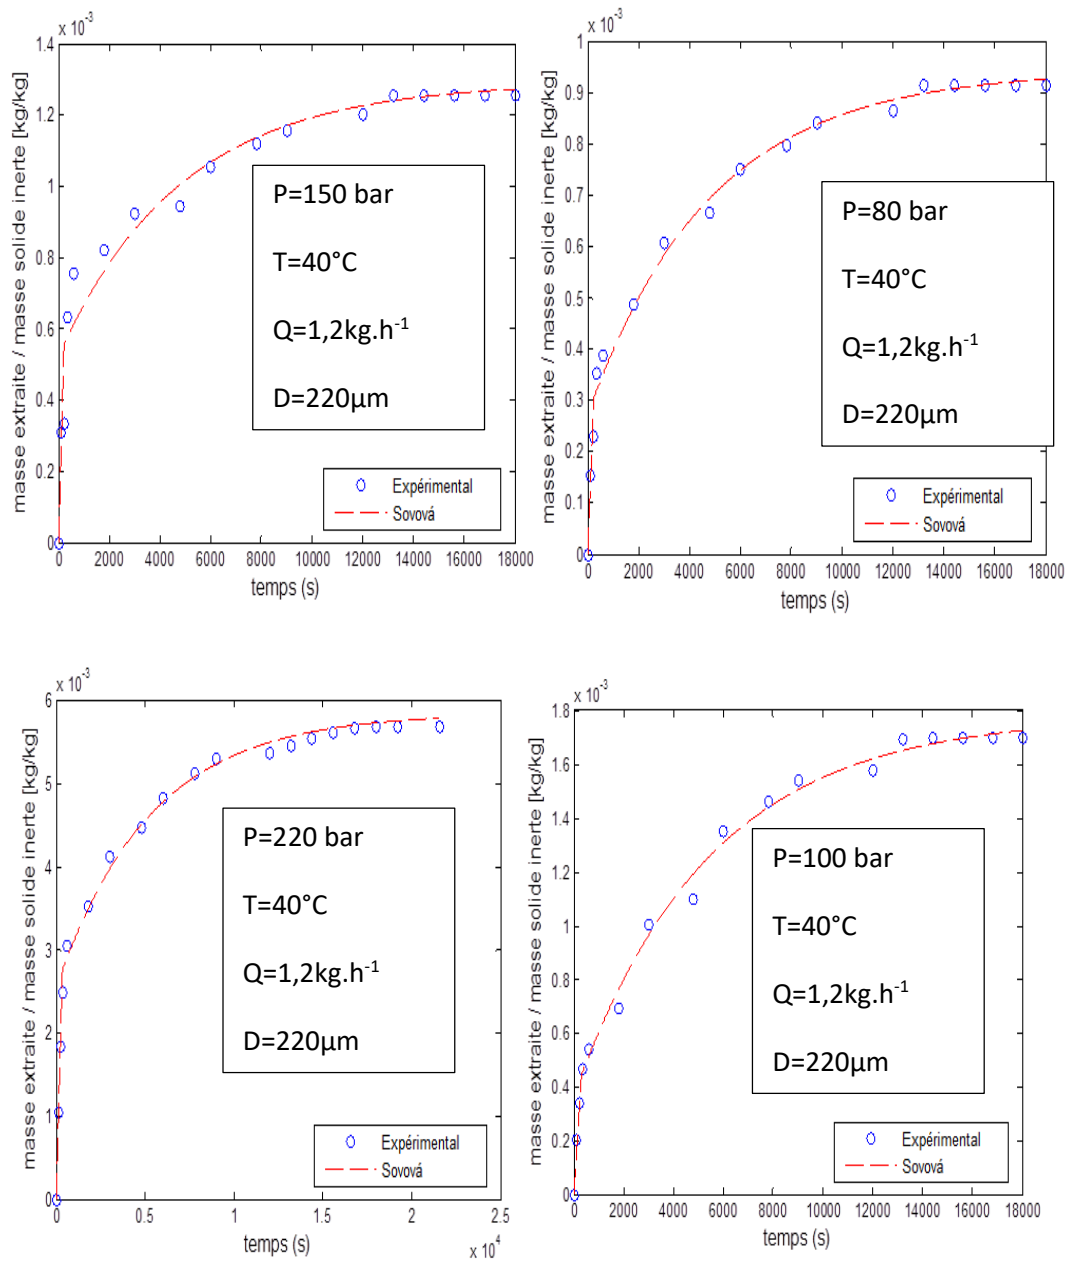 x 10-3
1.4
1.2
1
0.8
0.6
0.4
0.2
0
masse extraite / masse solide inerte [kg/kg]
P=150 bar
T=40°C
Q=1,2kg.h-1
D=220µm
Expérimental
Sovová
0 2000 4000 6000 8000 10000 12000 14000 16000 18000
temps (s)
x 10-3
1
0.9
0.8
0.7
0.6
0.5
0.4
0.3
0.2
0.1
0
masse extraite / masse solide inerte [kg/kg]
P=80 bar
T=40°C
Q=1,2kg.h-1
D=220µm
Expérimental
Sovová
0 2000 4000 6000 8000 10000 12000 14000 16000 18000
temps (s)
x 10-3
6
5
4
3
2
1
0
masse extraite / masse solide inerte [kg/kg]
P=220 bar
T=40°C
Q=1,2kg.h-1
D=220µm
Expérimental
Sovová
0 0.5 1 1.5 2 2.5
temps (s)
x 104
x 10-3
1.8
1.6
1.4
1.2
1
0.8
0.6
0.4
0.2
0
masse extraite / masse solide inerte [kg/kg]
P=100 bar
T=40°C
Q=1,2kg.h-1
D=220µm
Expérimental
Sovová
0 2000 4000 6000 8000 10000 12000 14000 16000 18000
temps (s)